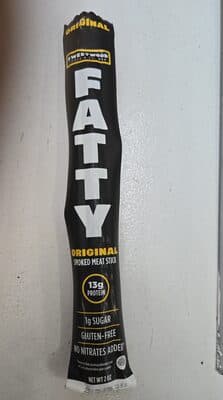 ORIGINAL
SWEETWOOD
FATTY
ORIGINAL
SMOKED MEAT STICK
13g
PROTEIN
1g SUGAR
GLUTEN-FREE
NO NITRATES ADDED*
NET WT 2 OZ